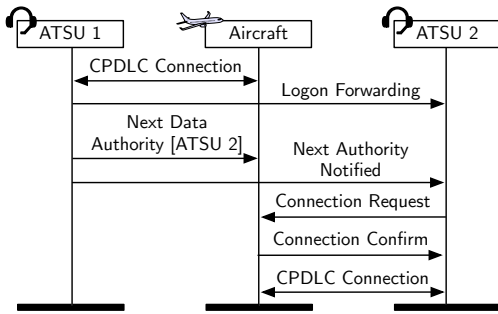 ATSU 1
Aircraft
ATSU 2
CPDLC Connection
Logon Forwarding
Next Data
Authority [ATSU 2]
Next Authority
Notified
Connection Request
Connection Confirm
CPDLC Connection